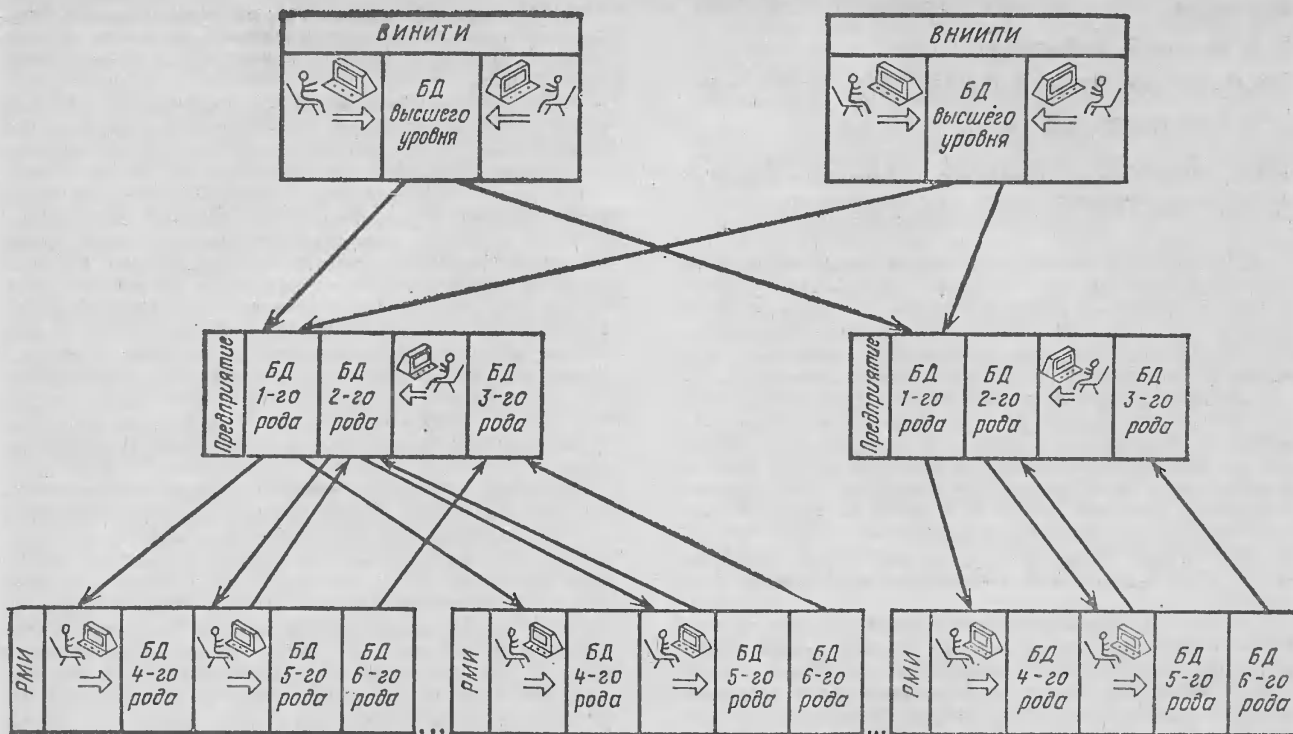 ВИНИТИ
БД
высшего
уровня
ВНИИПИ
БД
высшего
уровня
Предприятие
БД
1-го
рода
БД
2-го
рода
БД
3-го
рода
Предприятие
БД
1-го
рода
БД
2-го
рода
БД
3-го
рода
РМИ
БД
4-го
рода
БД
5-го
рода
БД
6-го
рода
...
РМИ
БД
4-го
рода
БД
5-го
рода
БД
6-го
рода
...
РМИ
БД
4-го
рода
БД
5-го
рода
БД
6-го
рода